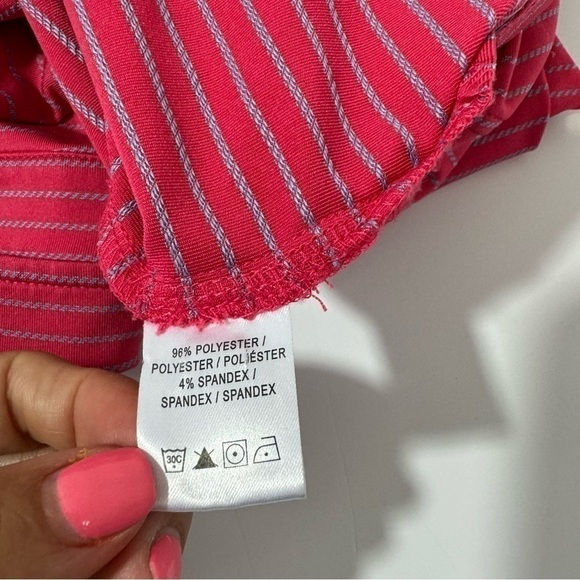 96% POLYESTER /
POLYESTER / POLIÉSTER
4% SPANDEX /
SPANDEX / SPANDEX
30C